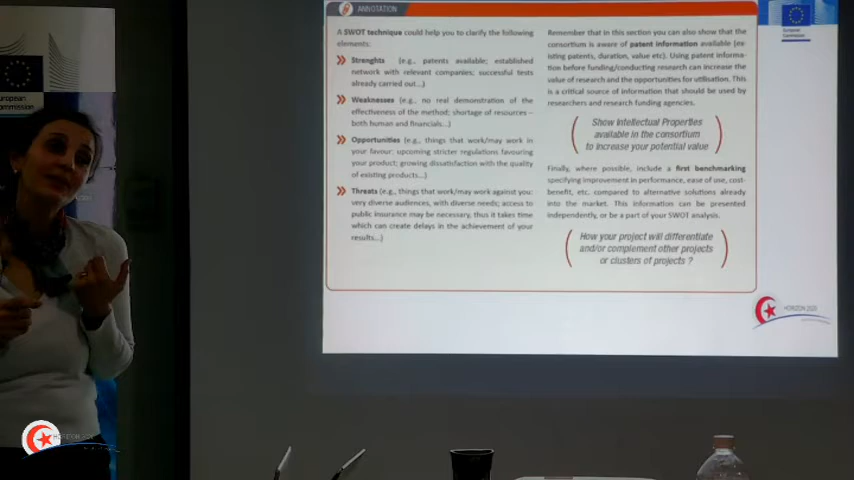 ANNOTATION
A SWOT technique could help you to clarify the following
elements:
Strenghts (e.g., patents available; established
network with relevant companies; successful tests
already carried out...)
Weaknesses (e.g., no real demonstration of the
effectiveness of the method; shortage of resources –
both human and financials...)
Opportunities (e.g., things that work/may work in
your favour: upcoming stricter regulations favouring
your product; growing dissatisfaction with the quality
of existing products...)
Threats (e.g., things that work/may work against you:
very diverse audiences, with diverse needs; access to
public insurance may be necessary, thus it takes time
which can create delays in the achievement of your
results...)
Remember that in this section you can also show that the
consortium is aware of patent information available (ex-
isting patents, duration, value etc). Using patent informa-
tion before funding/conducting research can increase the
value of research and the opportunities for utilisation. This
is a critical source of information that should be used by
researchers and research funding agencies.
Show Intellectual Properties
available in the consortium
to increase your potential value
Finally, where possible, include a first benchmarking
specifying improvement in performance, ease of use, cost-
benefit, etc. compared to alternative solutions already
into the market. This information can be presented
independently, or be a part of your SWOT analysis.
How your project will differentiate
and/or complement other projects
or clusters of projects ?
European
Commission
HORIZON 2020
European
Commission